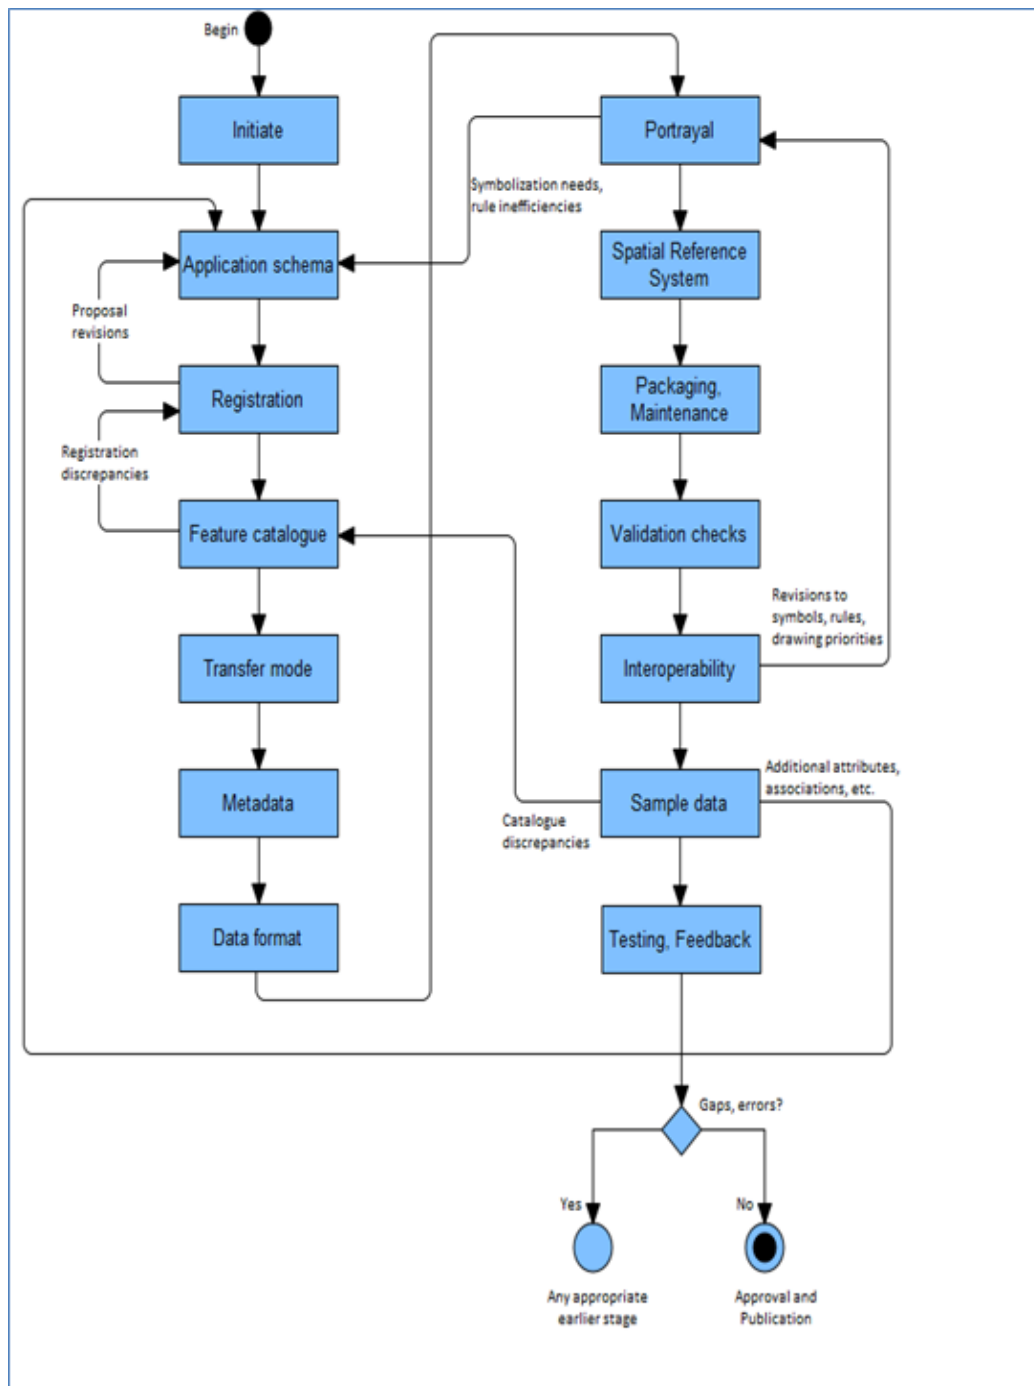 Begin
Initiate
Application schema
Proposal
revisions
Registration
Registration
discrepancies
Feature catalogue
Transfer mode
Metadata
Data format
Portrayal
Symbolization needs,
rule inefficiencies
Spatial Reference
System
Packaging,
Maintenance
Validation checks
Revisions to
symbols, rules,
drawing priorities
Interoperability
Additional attributes,
associations, etc.
Sample data
Catalogue
discrepancies
Testing, Feedback
Gaps, errors?
Yes
No
Any appropriate
earlier stage
Approval and
Publication